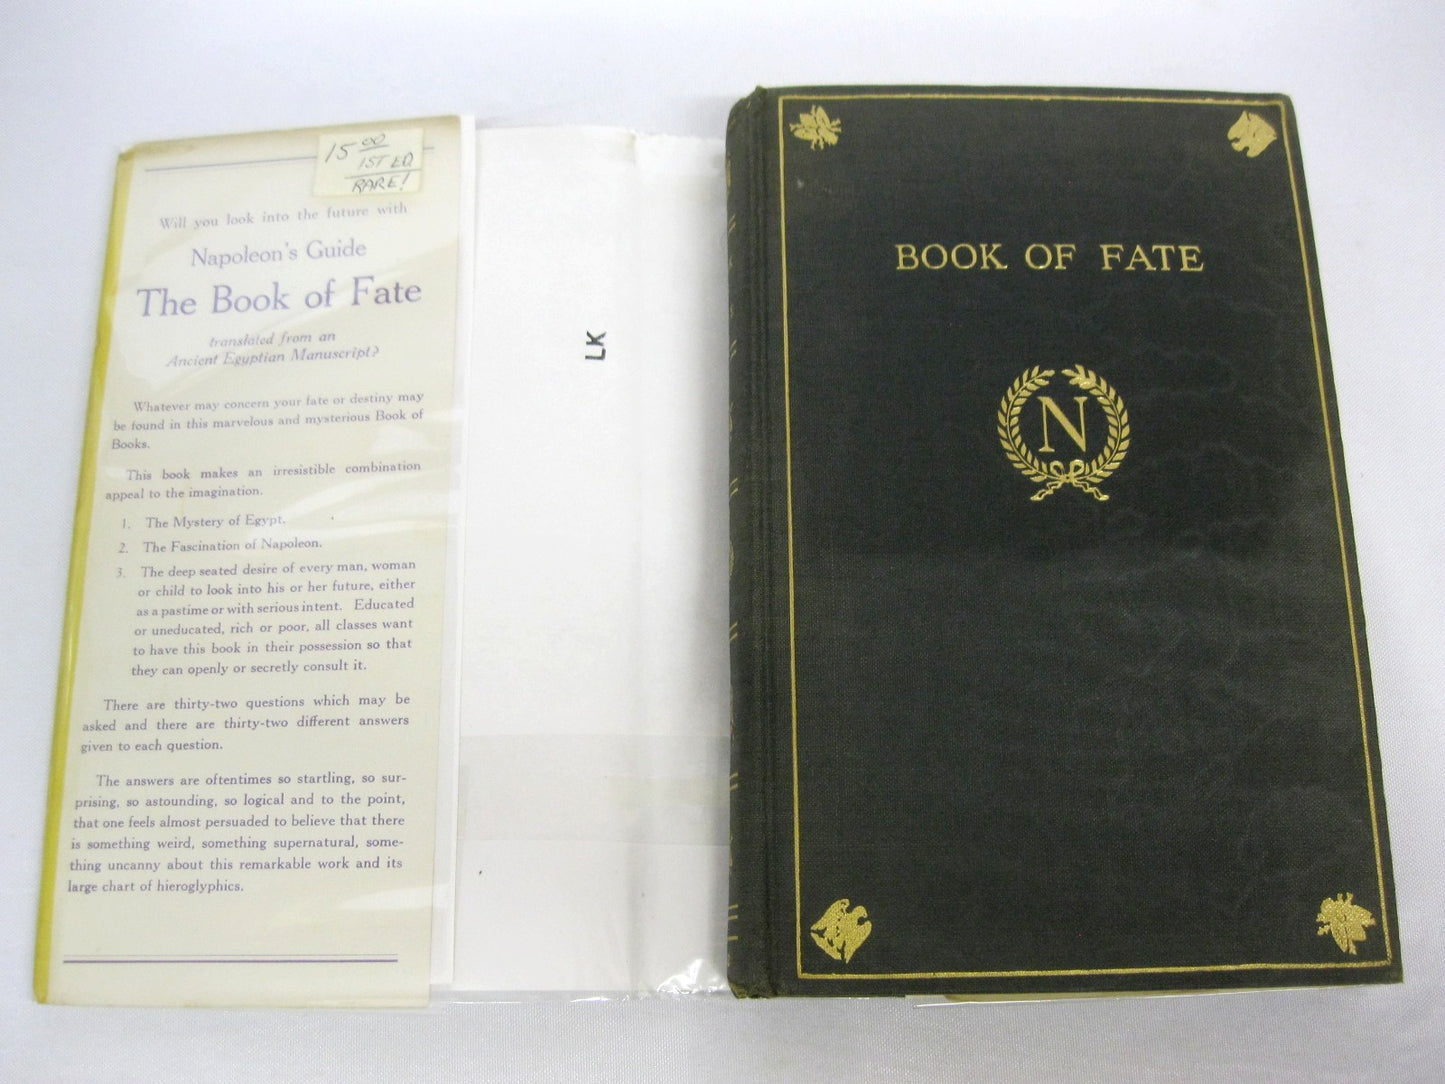 15.00
1ST ED.
RARE!
Will you look into the future with
Napoleon's Guide
The Book of Fate
translated from an
Ancient Egyptian Manuscript?
Whatever may concern your fate or destiny may
be found in this marvelous and mysterious Book of
Books.
This book makes an irresistible combination
appeal to the imagination.
1. The Mystery of Egypt.
2. The Fascination of Napoleon.
3. The deep seated desire of every man, woman
or child to look into his or her future, either
as a pastime or with serious intent. Educated
or uneducated, rich or poor, all classes want
to have this book in their possession so that
they can openly or secretly consult it.
There are thirty-two questions which may be
asked and there are thirty-two different answers
given to each question.
The answers are oftentimes so startling, so sur-
prising, so astounding, so logical and to the point,
that one feels almost persuaded to believe that there
is something weird, something supernatural, some-
thing uncanny about this remarkable work and its
large chart of hieroglyphics.
LK
BOOK OF FATE
N